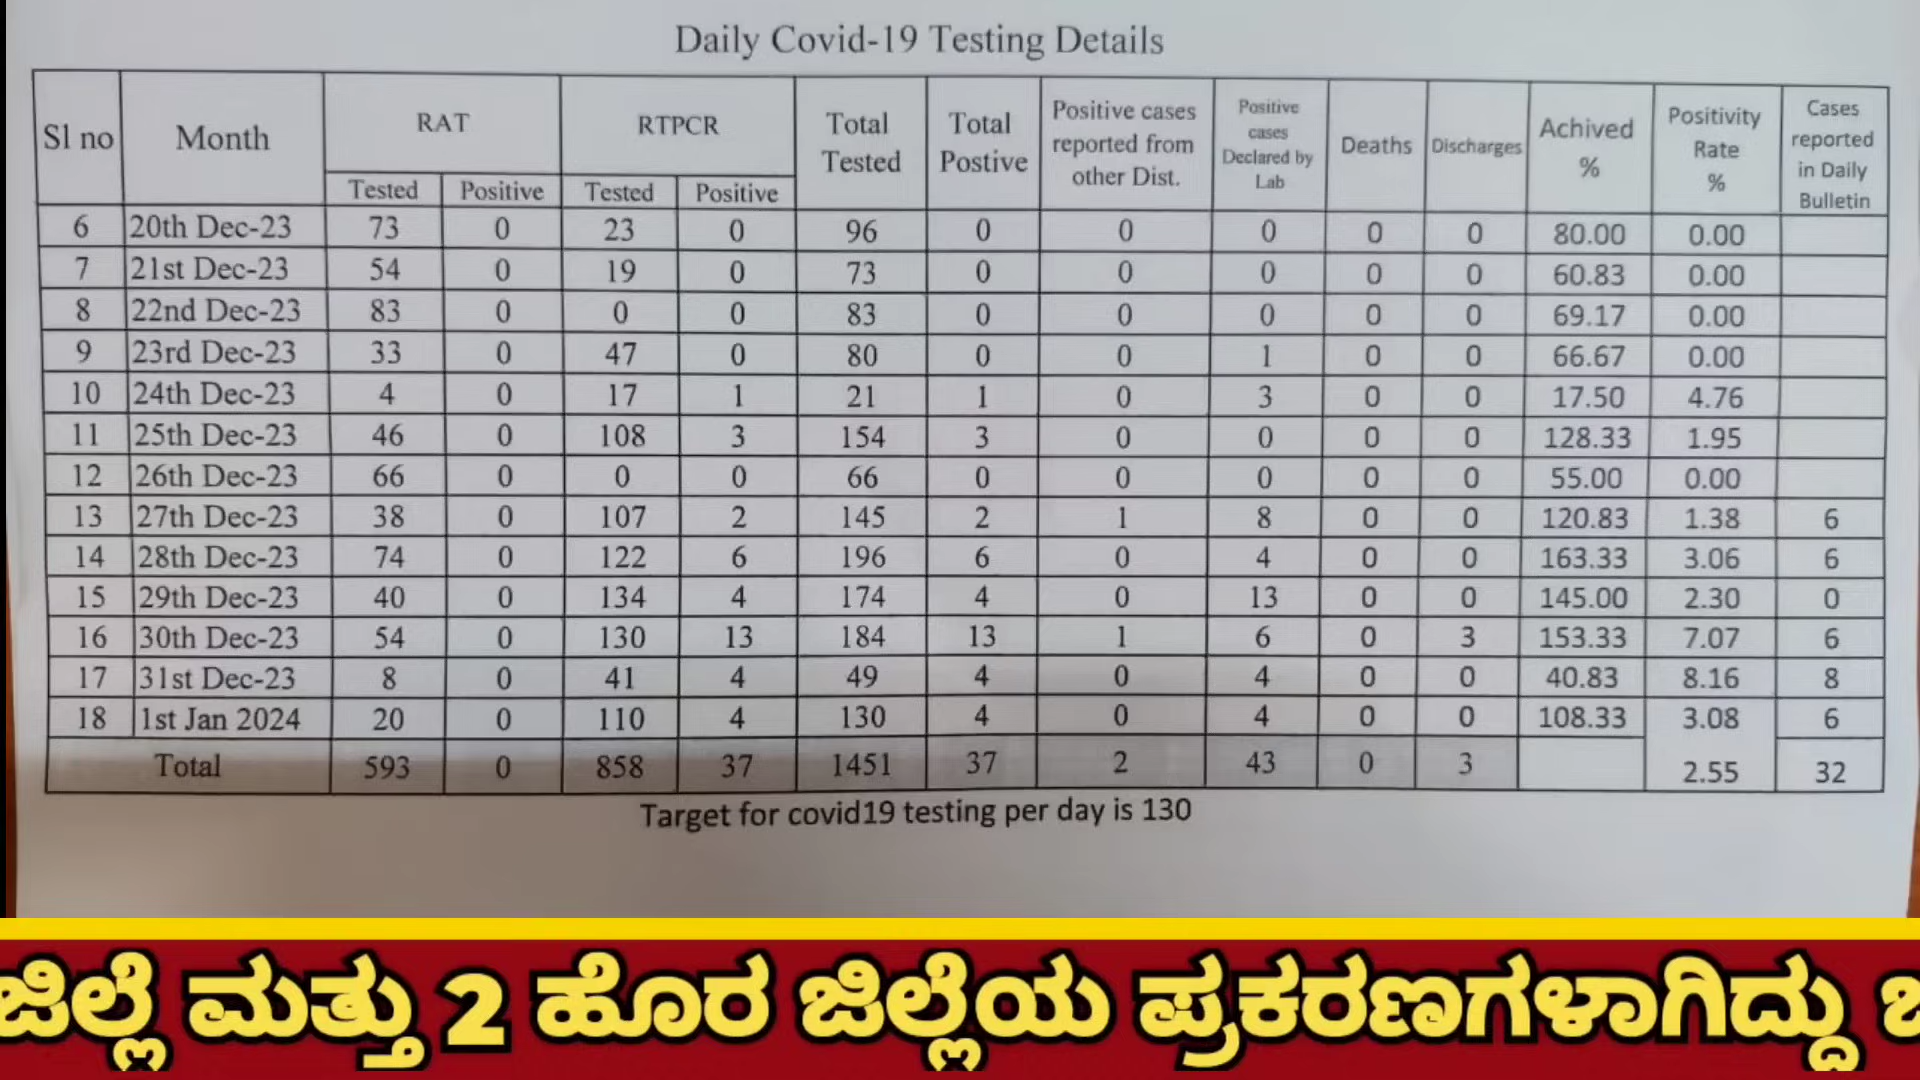 Daily Covid-19 Testing Details
Sl no Month RAT RTPCR Total Tested Total Postive Positive cases reported from other Dist. Positive cases Declared by Lab Deaths Discharges Achived % Positivity Rate % Cases reported in Daily Bulletin
Tested Positive Tested Positive
6 20th Dec-23 73 0 23 0 96 0 0 0 0 0 80.00 0.00
7 21st Dec-23 54 0 19 0 73 0 0 0 0 0 60.83 0.00
8 22nd Dec-23 83 0 0 0 83 0 0 0 0 0 69.17 0.00
9 23rd Dec-23 33 0 47 0 80 0 0 1 0 0 66.67 0.00
10 24th Dec-23 4 0 17 1 21 1 0 3 0 0 17.50 4.76
11 25th Dec-23 46 0 108 3 154 3 0 0 0 0 128.33 1.95
12 26th Dec-23 66 0 0 0 66 0 0 0 0 0 55.00 0.00
13 27th Dec-23 38 0 107 2 145 2 1 8 0 0 120.83 1.38 6
14 28th Dec-23 74 0 122 6 196 6 0 4 0 0 163.33 3.06 6
15 29th Dec-23 40 0 134 4 174 4 0 13 0 0 145.00 2.30 0
16 30th Dec-23 54 0 130 13 184 13 1 6 0 3 153.33 7.07 6
17 31st Dec-23 8 0 41 4 49 4 0 4 0 0 40.83 8.16 8
18 1st Jan 2024 20 0 110 4 130 4 0 4 0 0 108.33 3.08 6
Total 593 0 858 37 1451 37 2 43 0 3 2.55 32
Target for covid19 testing per day is 130
ಜಿಲ್ಲೆ ಮತ್ತು 2 ಹೊರ ಜಿಲ್ಲೆಯ ಪ್ರಕರಣಗಳಾಗಿದ್ದು